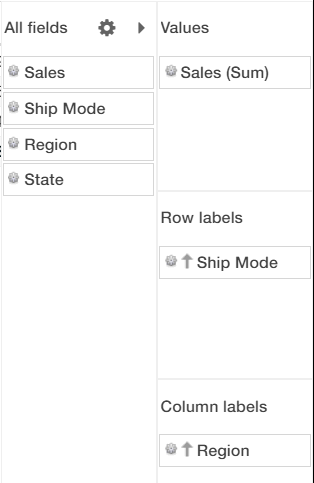 All fields
Sales
Ship Mode
Region
State
Values
Sales (Sum)
Row labels
Ship Mode
Column labels
Region